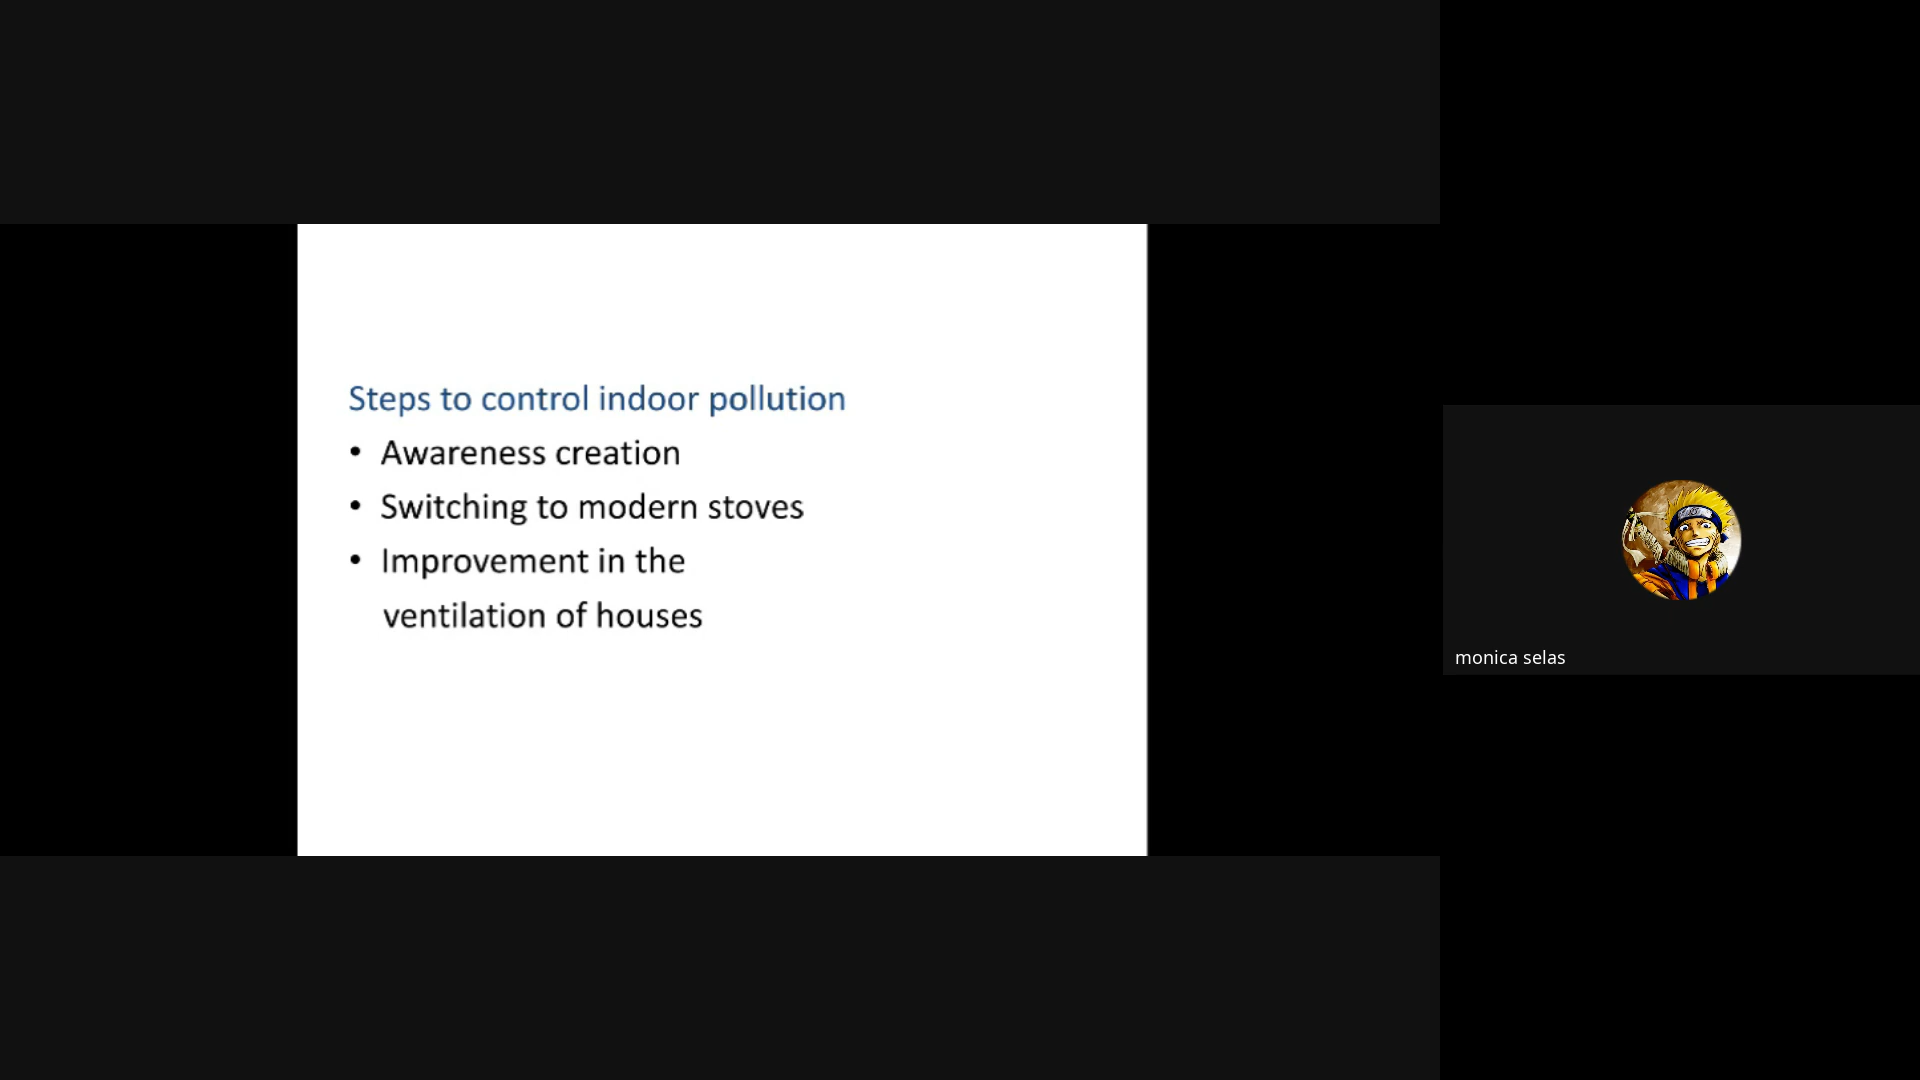 Steps to control indoor pollution
• Awareness creation
• Switching to modern stoves
• Improvement in the
ventilation of houses
monica selas